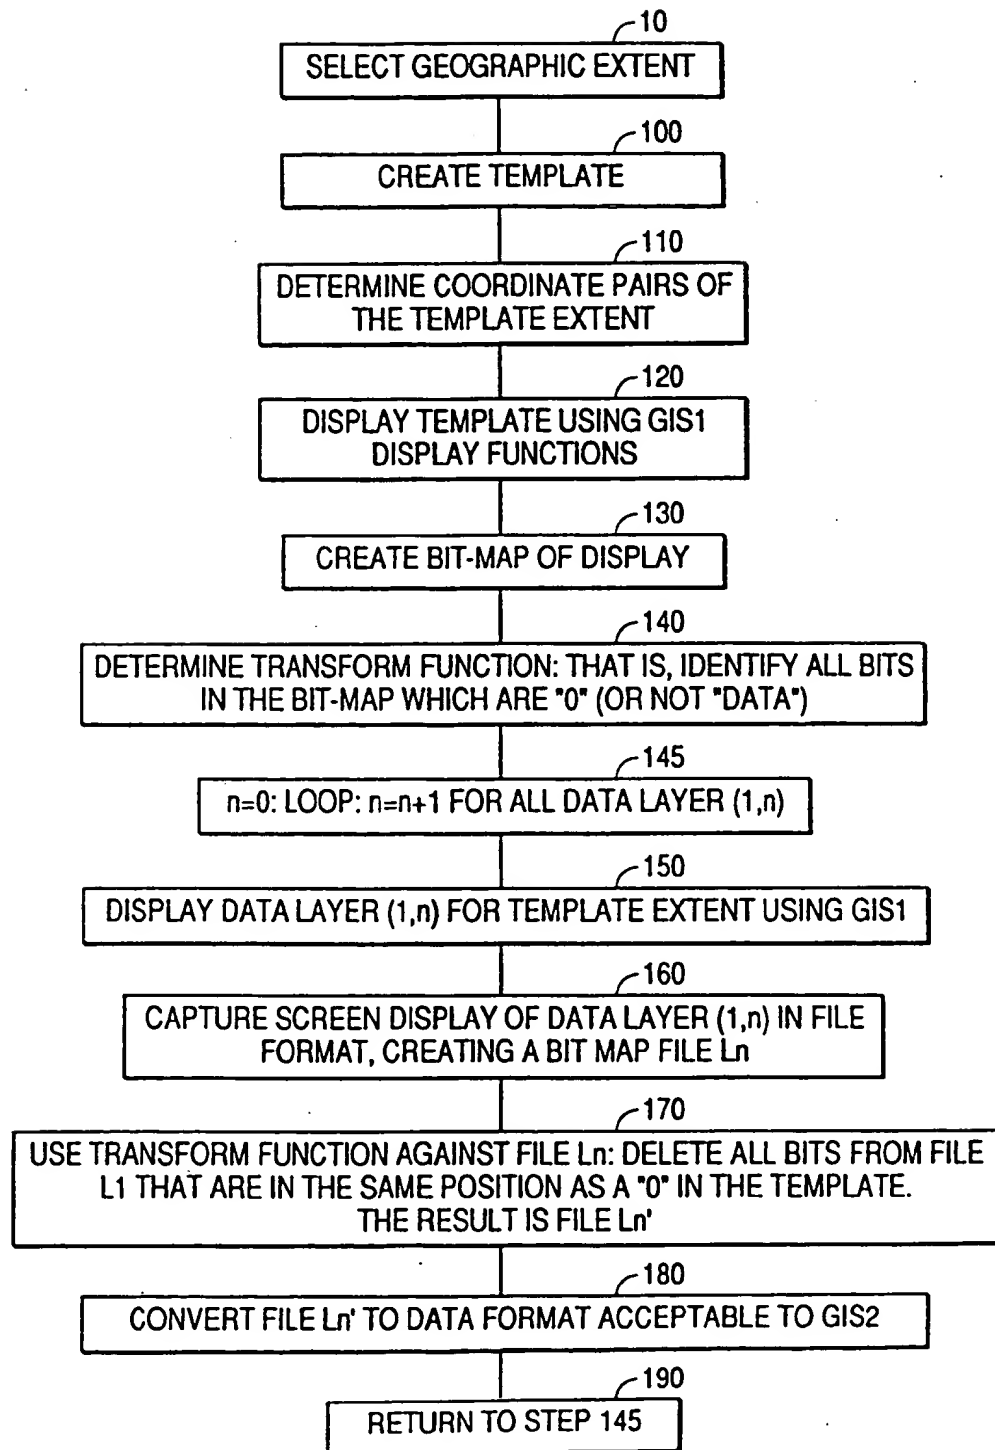 10
SELECT GEOGRAPHIC EXTENT
100
CREATE TEMPLATE
110
DETERMINE COORDINATE PAIRS OF
THE TEMPLATE EXTENT
120
DISPLAY TEMPLATE USING GIS1
DISPLAY FUNCTIONS
130
CREATE BIT-MAP OF DISPLAY
140
DETERMINE TRANSFORM FUNCTION: THAT IS, IDENTIFY ALL BITS
IN THE BIT-MAP WHICH ARE "0" (OR NOT "DATA")
145
n=0: LOOP: n=n+1 FOR ALL DATA LAYER (1,n)
150
DISPLAY DATA LAYER (1,n) FOR TEMPLATE EXTENT USING GIS1
160
CAPTURE SCREEN DISPLAY OF DATA LAYER (1,n) IN FILE
FORMAT, CREATING A BIT MAP FILE Ln
170
USE TRANSFORM FUNCTION AGAINST FILE Ln: DELETE ALL BITS FROM FILE
L1 THAT ARE IN THE SAME POSITION AS A "0" IN THE TEMPLATE.
THE RESULT IS FILE Ln'
180
CONVERT FILE Ln' TO DATA FORMAT ACCEPTABLE TO GIS2
190
RETURN TO STEP 145